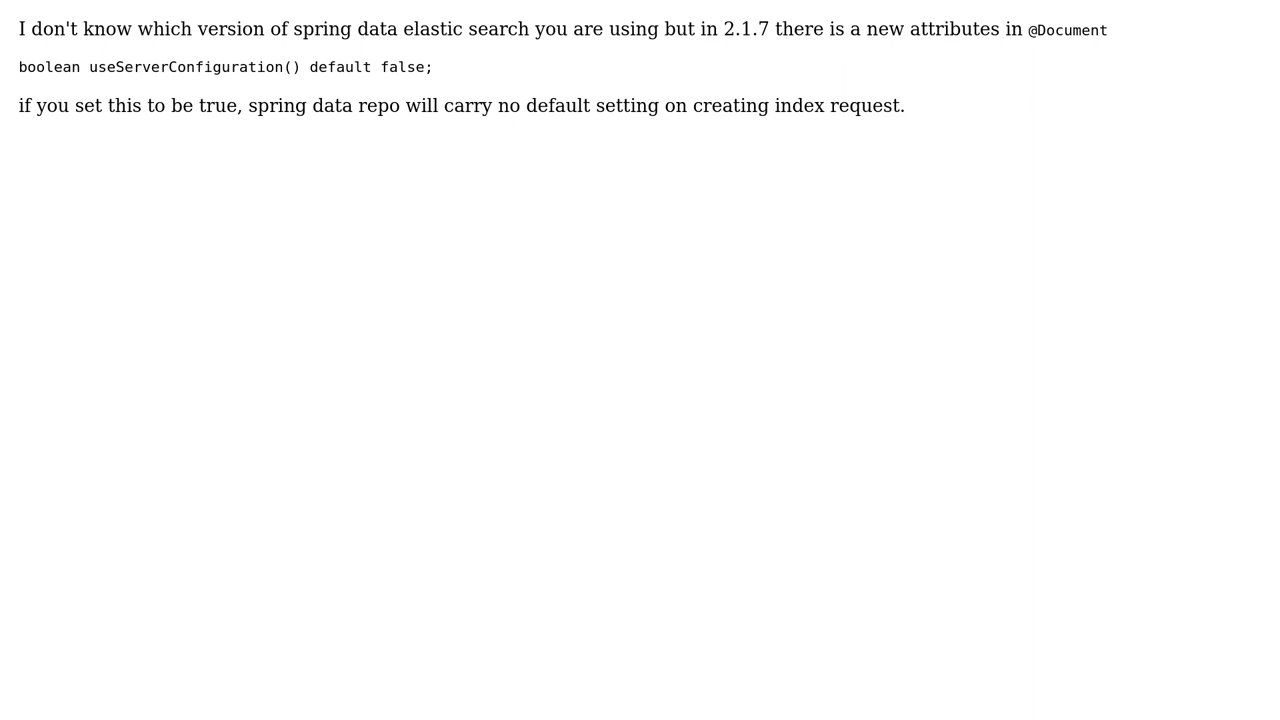 I don't know which version of spring data elastic search you are using but in 2.1.7 there is a new attributes in @Document
boolean useServerConfiguration() default false;
if you set this to be true, spring data repo will carry no default setting on creating index request.